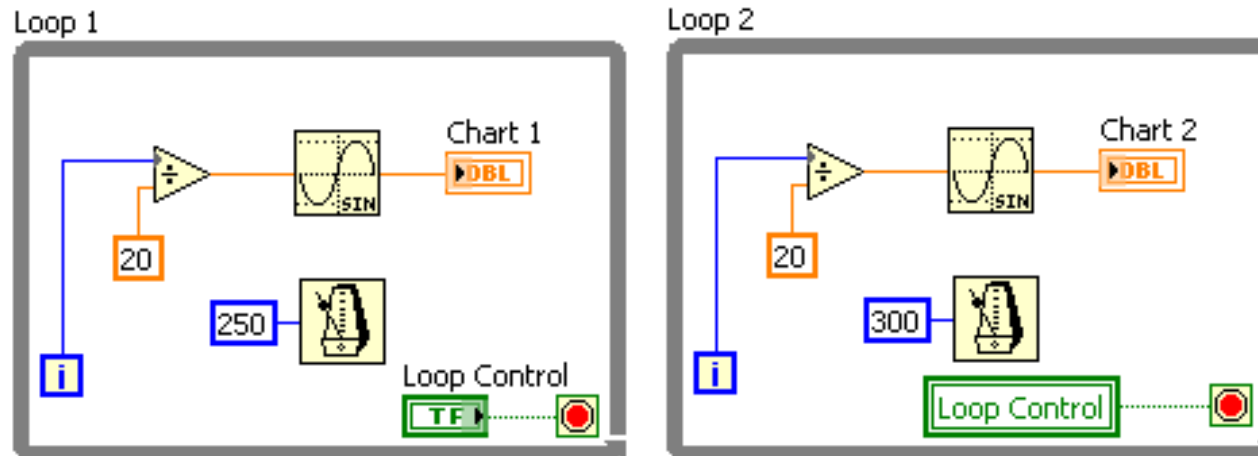 Loop 1
Chart 1
DBL
÷
SIN
20
250
i
Loop Control
TF
Loop 2
Chart 2
DBL
÷
SIN
20
300
i
Loop Control